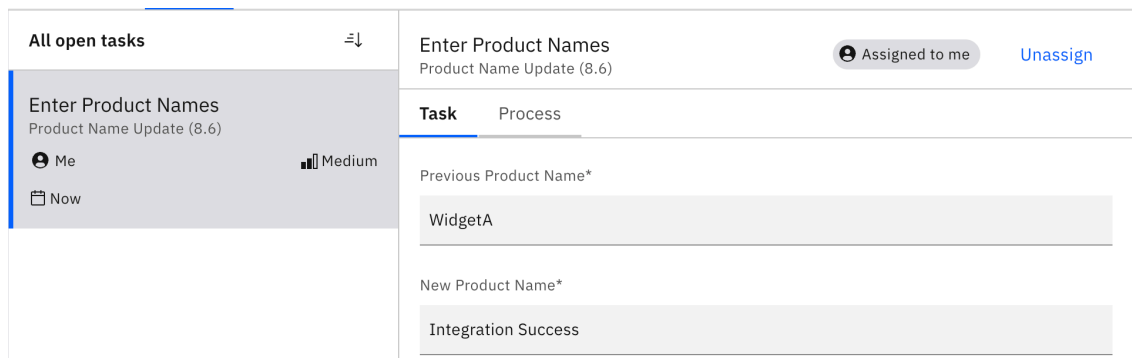 All open tasks
Enter Product Names
Product Name Update (8.6)
Me
Medium
Now
Enter Product Names
Product Name Update (8.6)
Assigned to me
Unassign
Task
Process
Previous Product Name*
WidgetA
New Product Name*
Integration Success